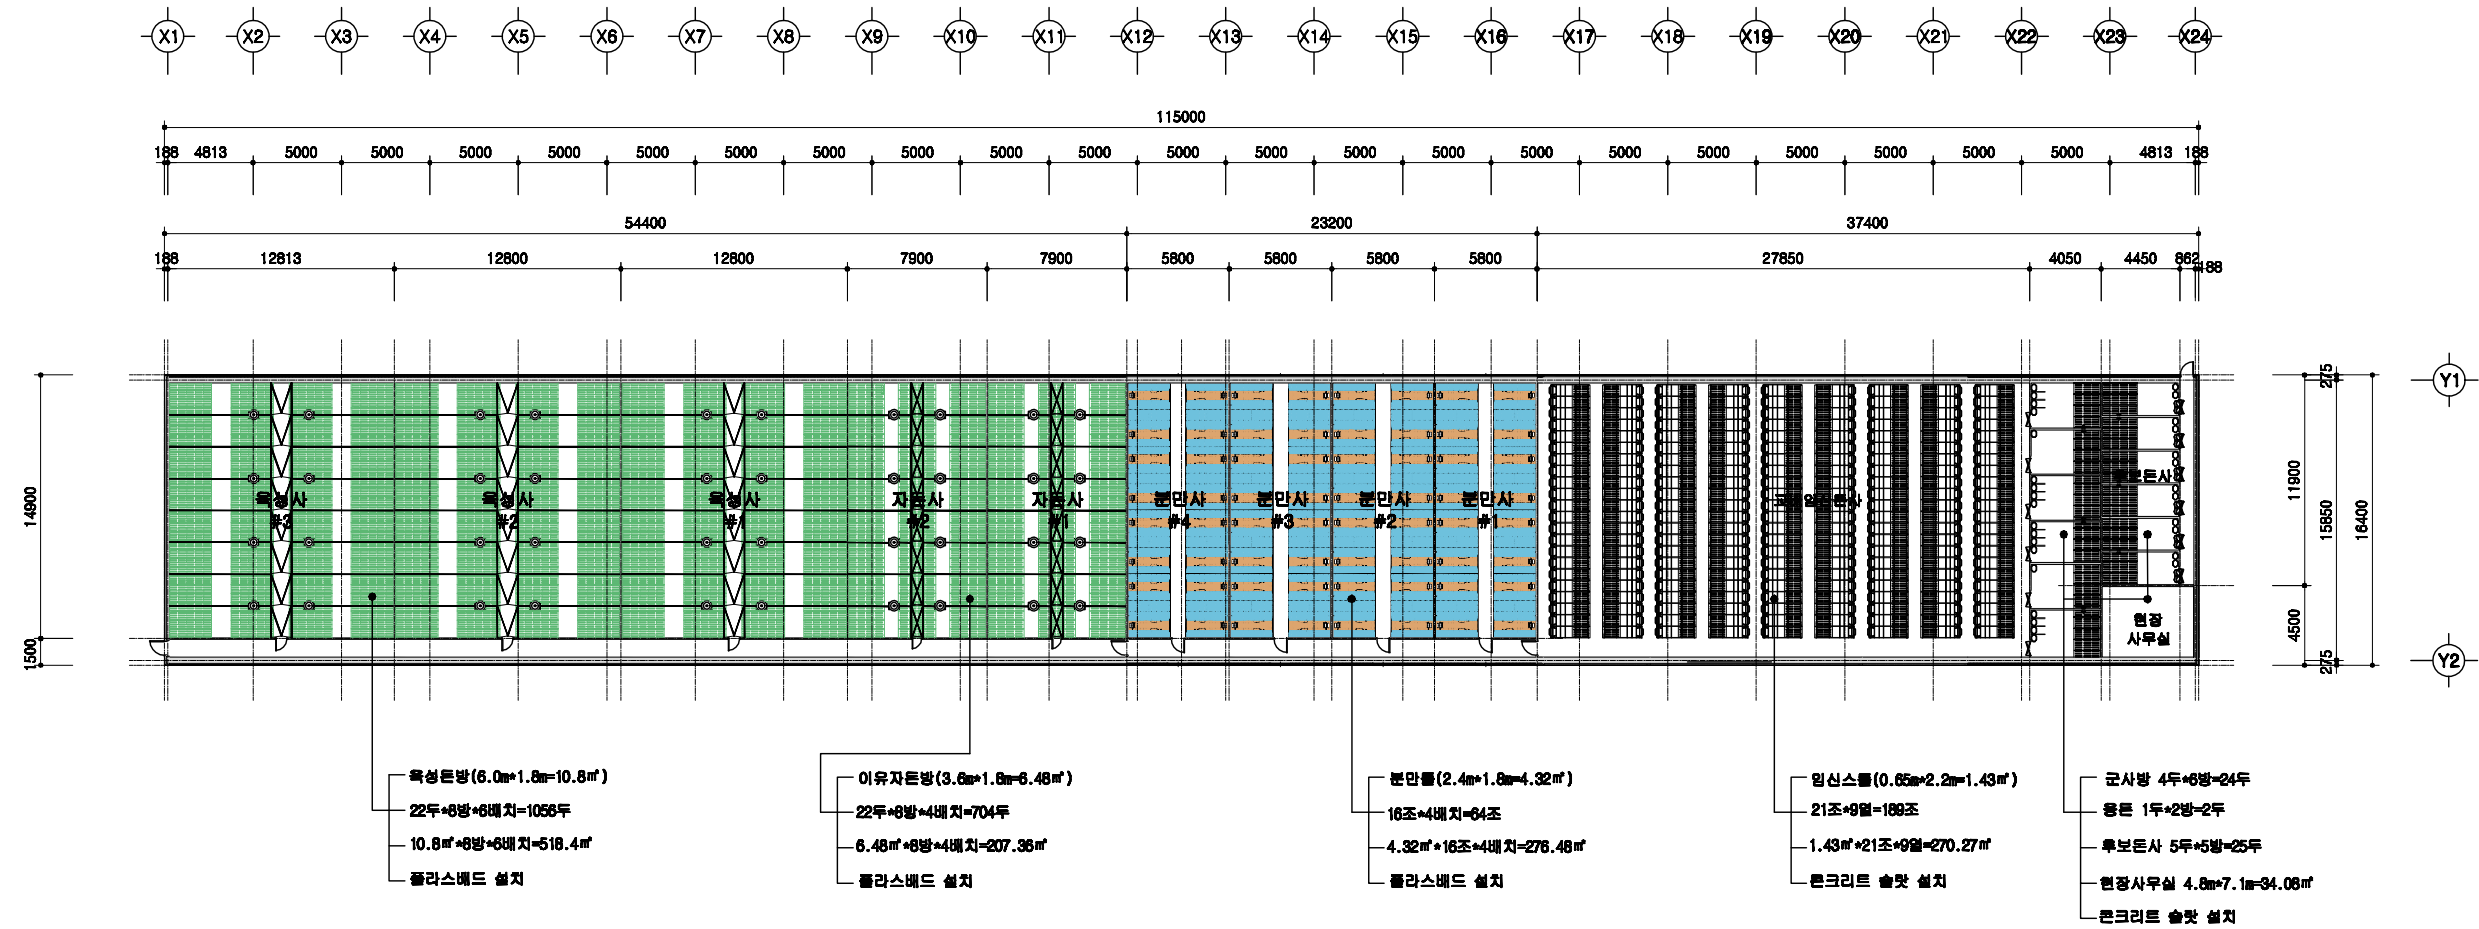 X1 X2 X3 X4 X5 X6 X7 X8 X9 X10 X11 X12 X13 X14 X15 X16 X17 X18 X19 X20 X21 X22 X23 X24
115000
188 4813 5000 5000 5000 5000 5000 5000 5000 5000 5000 5000 5000 5000 5000 5000 5000 5000 5000 5000 5000 5000 5000 4813 188
54400 23200 37400
188 12813 12800 12800 7900 7900 5800 5800 5800 5800 27850 4050 4450 862 188
275
Y1
14900
1500
육성사 #3
육성사 #2
육성사 #1
자돈사 #2
자돈사 #1
분만사 #4
분만사 #3
분만사 #2
분만사 #1
후보돈사
현장
사무실
11900
4500
15850
275
16400
Y2
육성돈방(6.0m*1.8m=10.8㎡)
22두*8방*6배치=1056두
10.8㎡*8방*6배치=518.4㎡
플라스배드 설치
이유자돈방(3.6m*1.8m=6.48㎡)
22두*8방*4배치=704두
6.48㎡*8방*4배치=207.36㎡
플라스배드 설치
분만틀(2.4m*1.8m=4.32㎡)
16조*4배치=64조
4.32㎡*16조*4배치=276.48㎡
플라스배드 설치
임신스톨(0.65m*2.2m=1.43㎡)
21조*9열=189조
1.43㎡*21조*9열=270.27㎡
콘크리트 슬랏 설치
군사방 4두*6방=24두
웅돈 1두*2방=2두
후보돈사 5두*5방=25두
현장사무실 4.8m*7.1m=34.08㎡
콘크리트 슬랏 설치